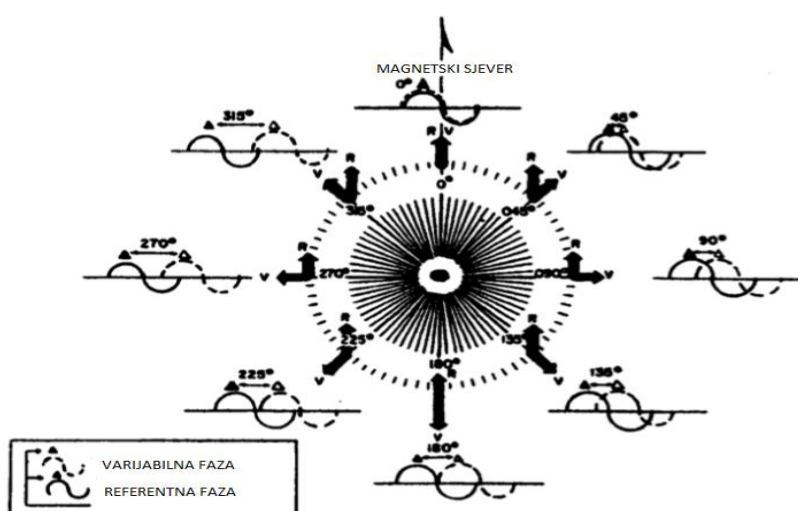 MAGNETSKI SJEVER
0°
315°
45°
R V
R
V
R
V
0°
315°
045°
270°
R
V
270°
090°
R
V
90°
225°
R
V
225°
135°
R
V
135°
180°
R
V
180°
VARIJABILNA FAZA
REFERENTNA FAZA